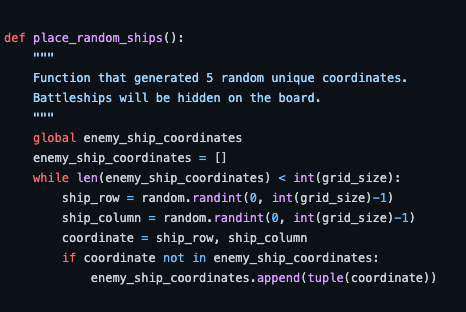 def place_random_ships():
    """
    Function that generated 5 random unique coordinates.
    Battleships will be hidden on the board.
    """
    global enemy_ship_coordinates
    enemy_ship_coordinates = []
    while len(enemy_ship_coordinates) < int(grid_size):
        ship_row = random.randint(0, int(grid_size)-1)
        ship_column = random.randint(0, int(grid_size)-1)
        coordinate = ship_row, ship_column
        if coordinate not in enemy_ship_coordinates:
            enemy_ship_coordinates.append(tuple(coordinate))